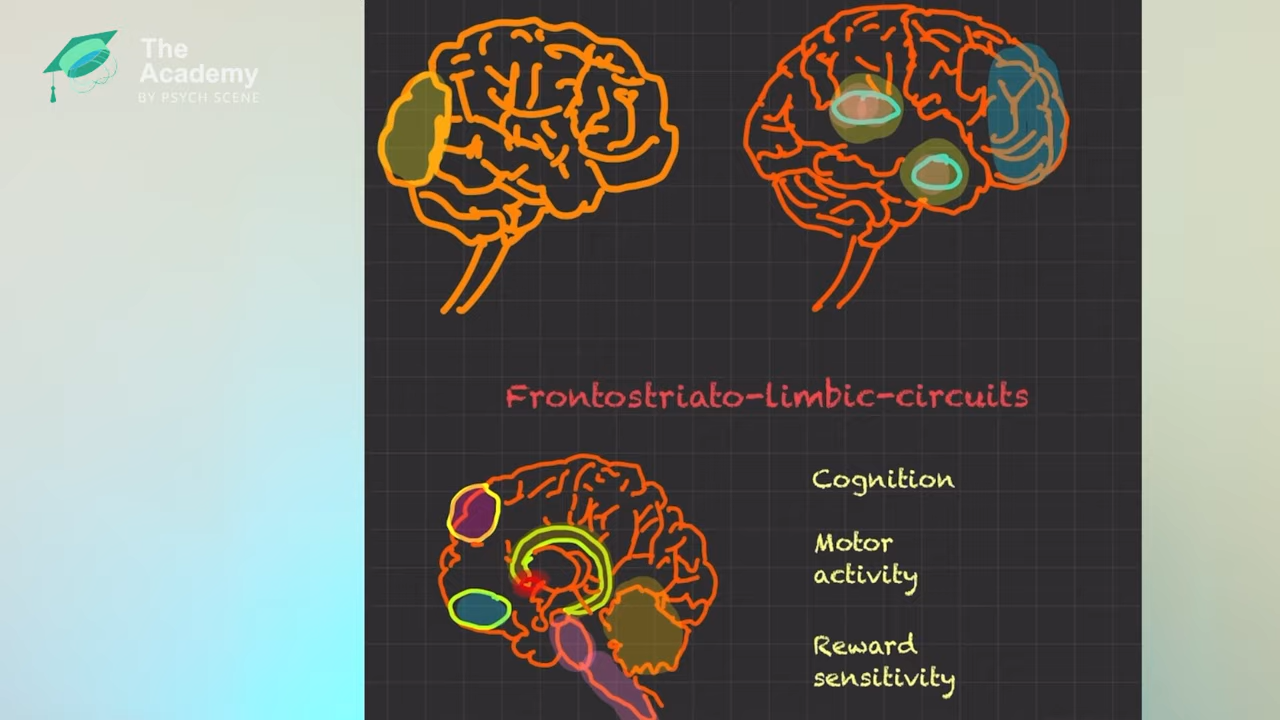 The
Academy
BY PSYCH SCENE
Frontostriato-limbic-circuits
Cognition
Motor
activity
Reward
sensitivity